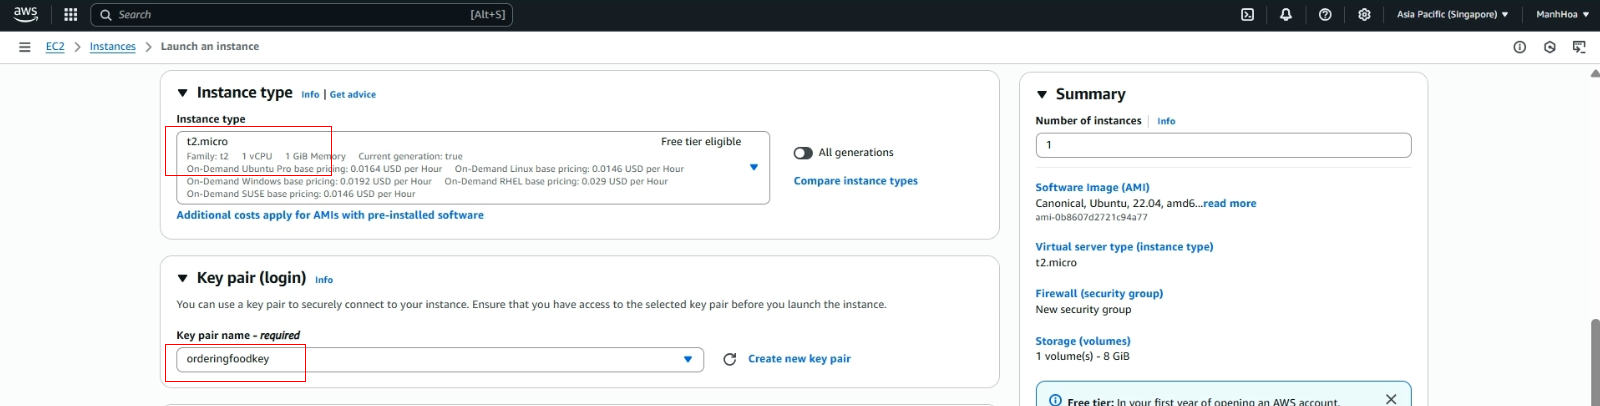 aws Search [Alt+S] Asia Pacific (Singapore) ManhHoa
EC2 > Instances > Launch an instance
Instance type Info | Get advice
Instance type
t2.micro Free tier eligible
Family: t2 1 vCPU 1 GiB Memory Current generation: true
On-Demand Ubuntu Pro base pricing: 0.0164 USD per Hour On-Demand Linux base pricing: 0.0146 USD per Hour
On-Demand Windows base pricing: 0.0192 USD per Hour On-Demand RHEL base pricing: 0.029 USD per Hour
On-Demand SUSE base pricing: 0.0146 USD per Hour
All generations
Compare instance types
Additional costs apply for AMIs with pre-installed software
Key pair (login) Info
You can use a key pair to securely connect to your instance. Ensure that you have access to the selected key pair before you launch the instance.
Key pair name - required
orderingfoodkey Create new key pair
Summary
Number of instances | Info
1
Software Image (AMI)
Canonical, Ubuntu, 22.04, amd6...read more
ami-0b8607d2721c94a77
Virtual server type (instance type)
t2.micro
Firewall (security group)
New security group
Storage (volumes)
1 volume(s) - 8 GiB
Free tier: In your first year of opening an AWS account,